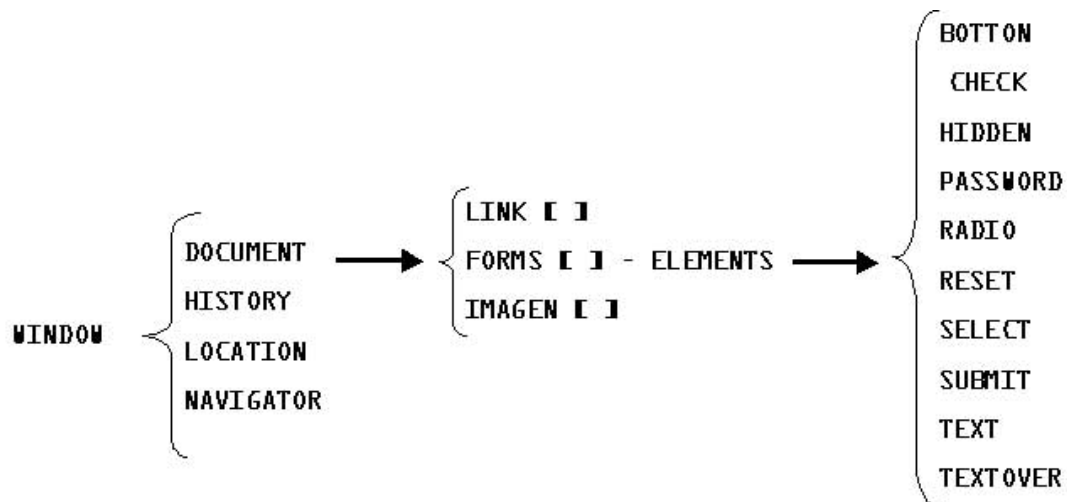 WINDOW
DOCUMENT
HISTORY
LOCATION
NAVIGATOR
LINK [ ]
FORMS [ ] - ELEMENTS
IMAGEN [ ]
BOTTON
CHECK
HIDDEN
PASSWORD
RADIO
RESET
SELECT
SUBMIT
TEXT
TEXTOVER